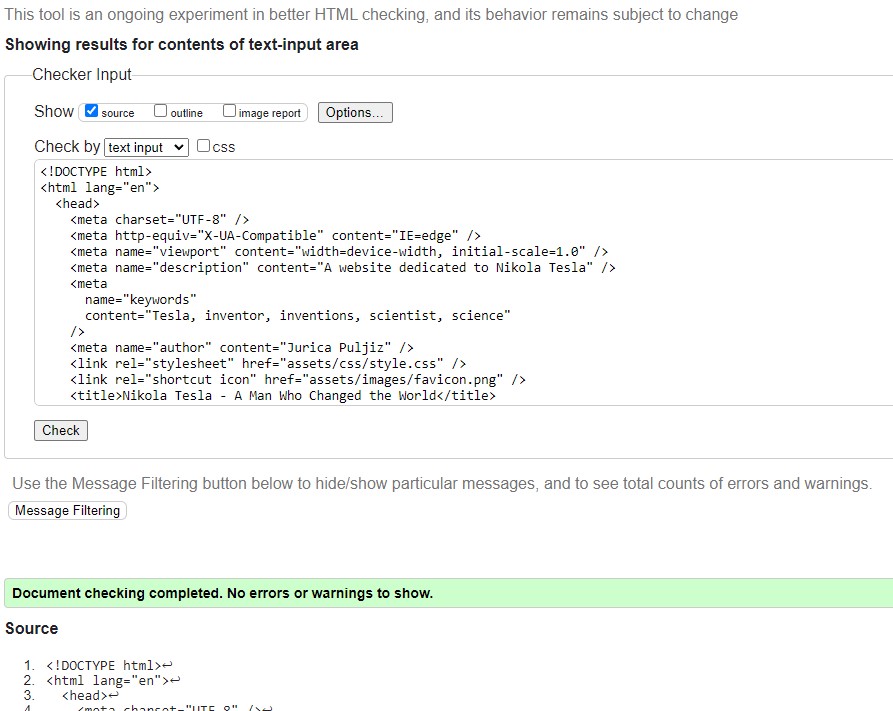 This tool is an ongoing experiment in better HTML checking, and its behavior remains subject to change
Showing results for contents of text-input area
Checker Input
Show source outline image report Options...
Check by text input css
<!DOCTYPE html>
<html lang="en">
  <head>
    <meta charset="UTF-8" />
    <meta http-equiv="X-UA-Compatible" content="IE=edge" />
    <meta name="viewport" content="width=device-width, initial-scale=1.0" />
    <meta name="description" content="A website dedicated to Nikola Tesla" />
    <meta
      name="keywords"
      content="Tesla, inventor, inventions, scientist, science"
    />
    <meta name="author" content="Jurica Puljiz" />
    <link rel="stylesheet" href="assets/css/style.css" />
    <link rel="shortcut icon" href="assets/images/favicon.png" />
    <title>Nikola Tesla - A Man Who Changed the World</title>
Check
Use the Message Filtering button below to hide/show particular messages, and to see total counts of errors and warnings.
Message Filtering
Document checking completed. No errors or warnings to show.
Source
1. <!DOCTYPE html>↩
2. <html lang="en">↩
3.   <head>↩
4.     <meta charset="UTF-8" />↩